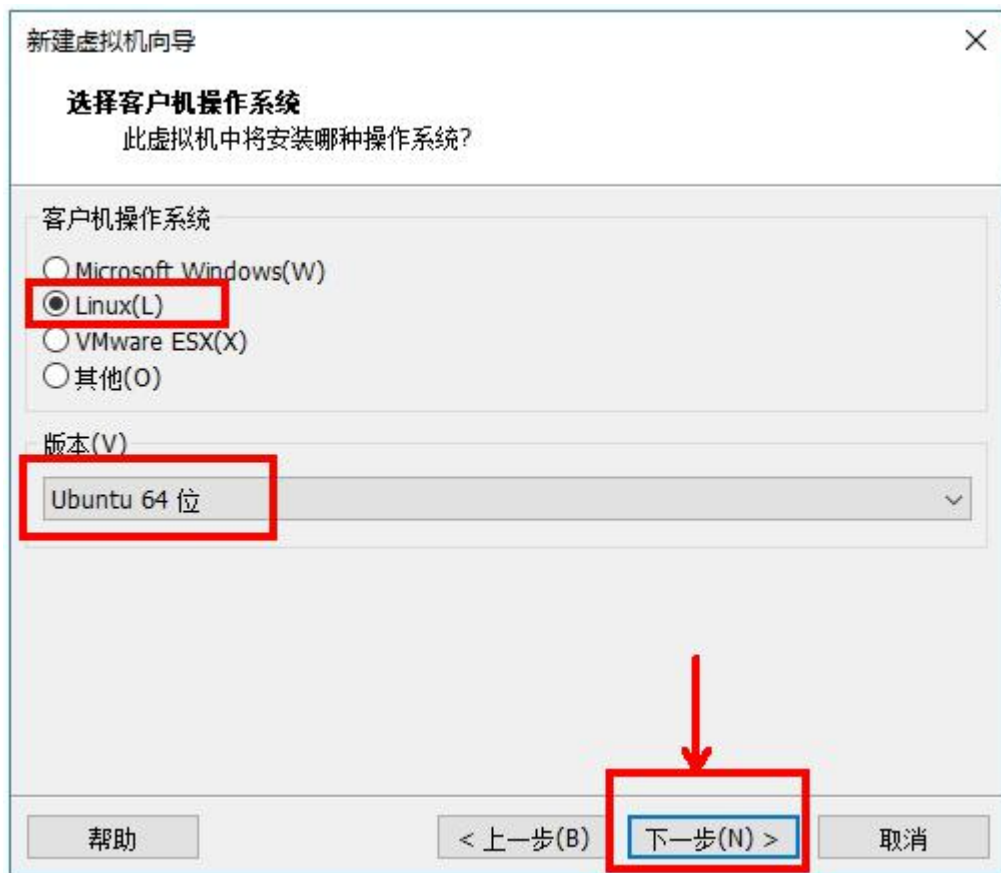 新建虚拟机向导
选择客户机操作系统
此虚拟机中将安装哪种操作系统?
客户机操作系统
Microsoft Windows(W)
Linux(L)
VMware ESX(X)
其他(O)
版本(V)
Ubuntu 64 位
帮助
< 上一步(B)
下一步(N) >
取消